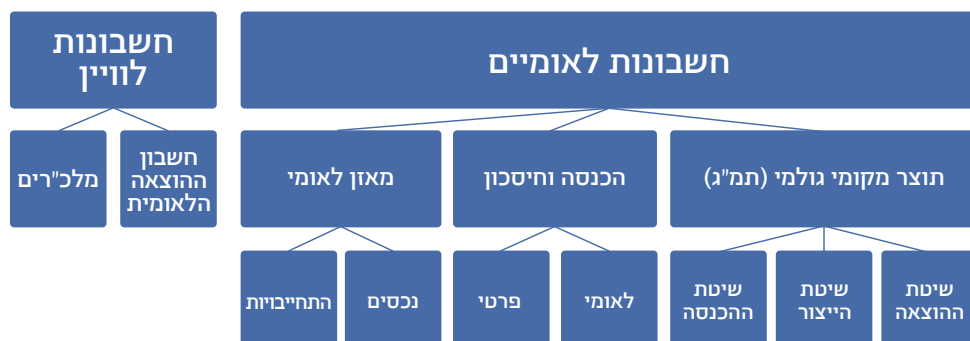 חשבונות לאומיים
חשבונות
לוויין
תוצר מקומי גולמי (תמ"ג)
הכנסה וחיסכון
מאזן לאומי
חשבון
ההוצאה
הלאומית
מלכ"רים
שיטת
ההוצאה
שיטת
הייצור
שיטת
ההכנסה
לאומי
פרטי
נכסים
התחייבויות